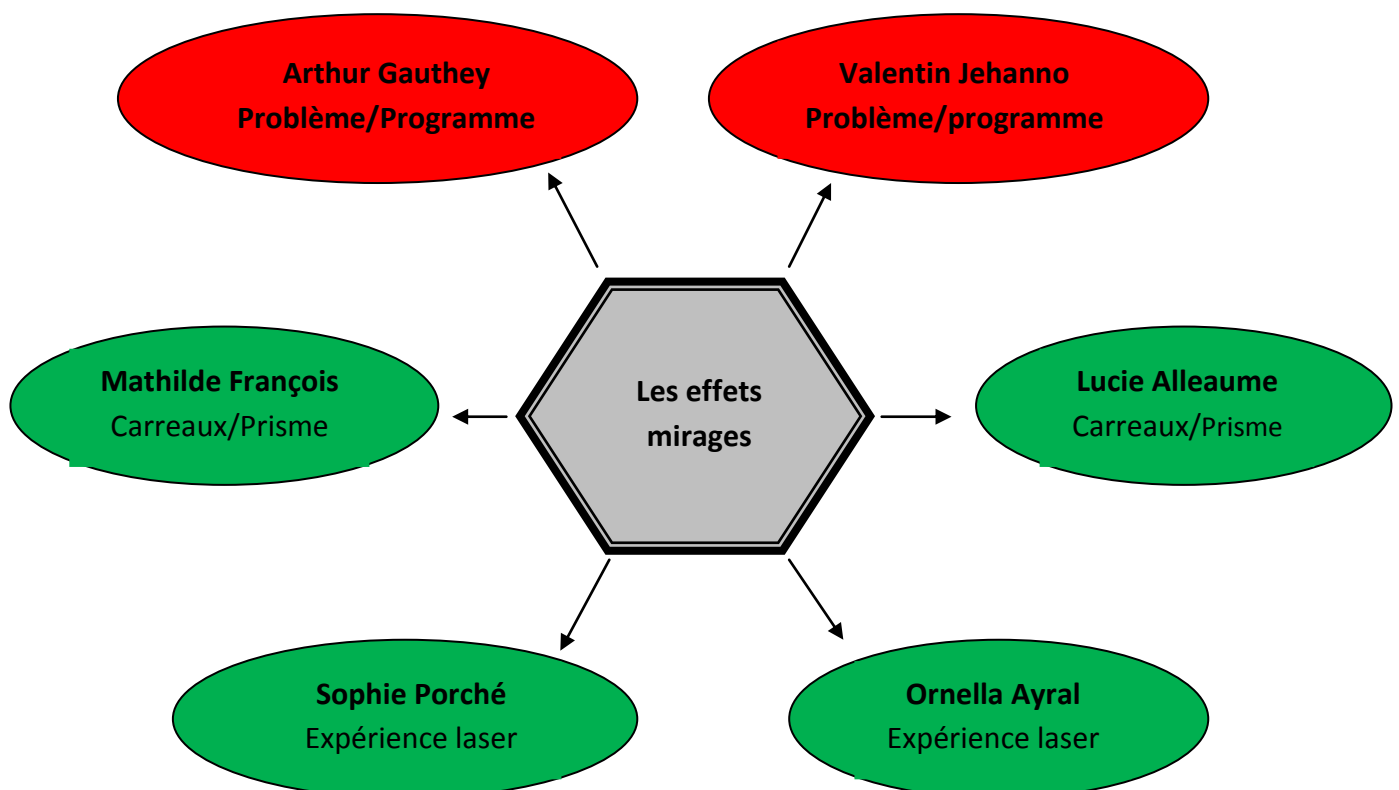 Arthur Gauthey
Problème/Programme
Valentin Jehanno
Problème/programme
Mathilde François
Carreaux/Prisme
Les effets
mirages
Lucie Alleaume
Carreaux/Prisme
Sophie Porché
Expérience laser
Ornella Ayral
Expérience laser